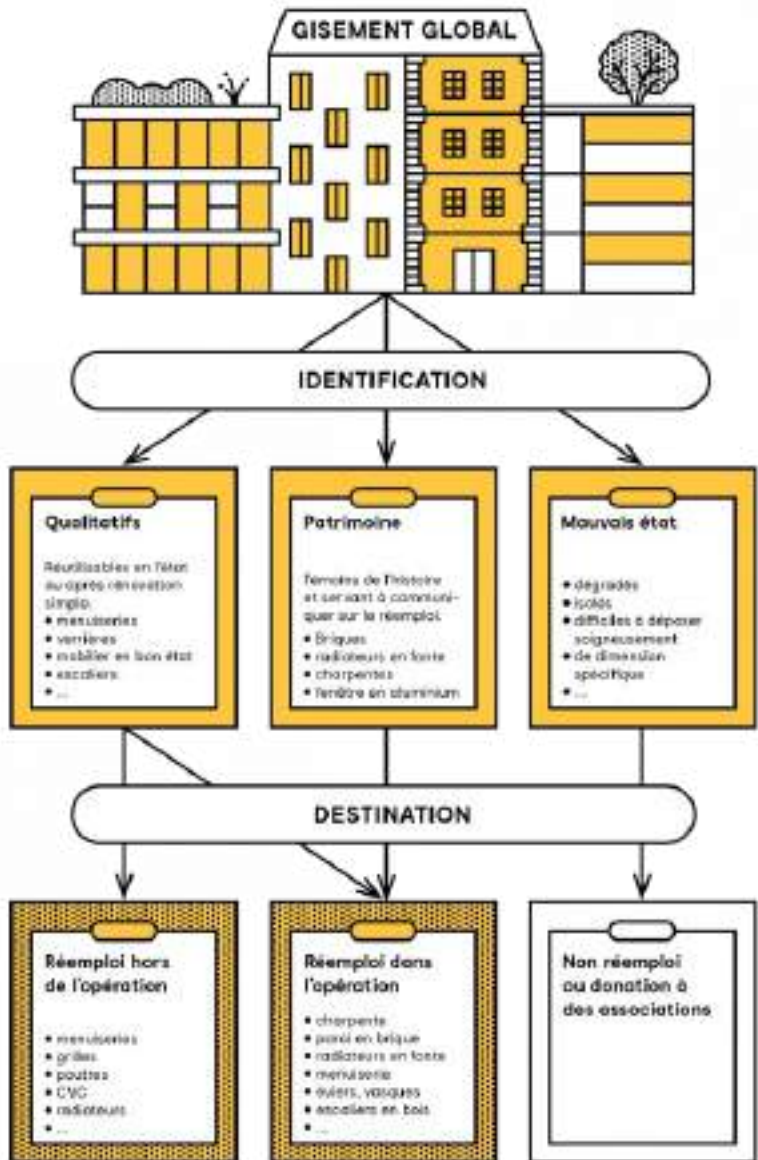 GISEMENT GLOBAL
IDENTIFICATION
Qualitatifs
Réutilisables en l'état
ou après rénovation
simple.
• menuiseries
• verrières
• mobilier en bon état
• escaliers
• ...
Patrimoine
Témoins de l'histoire
et servant à communi-
quer sur le réemploi.
• Briques
• radiateurs en fonte
• charpentes
• fenêtre en aluminium
Mauvais état
• dégradés
• isolés
• difficiles à déposer
soigneusement
• de dimension
spécifique
• ...
DESTINATION
Réemploi hors
de l'opération
• menuiseries
• grilles
• poutres
• CVC
• radiateurs
• ...
Réemploi dans
l'opération
• charpente
• paroi en brique
• radiateurs en fonte
• menuiserie
• éviers, vasques
• escaliers en bois
• ...
Non réemploi
ou donation à
des associations